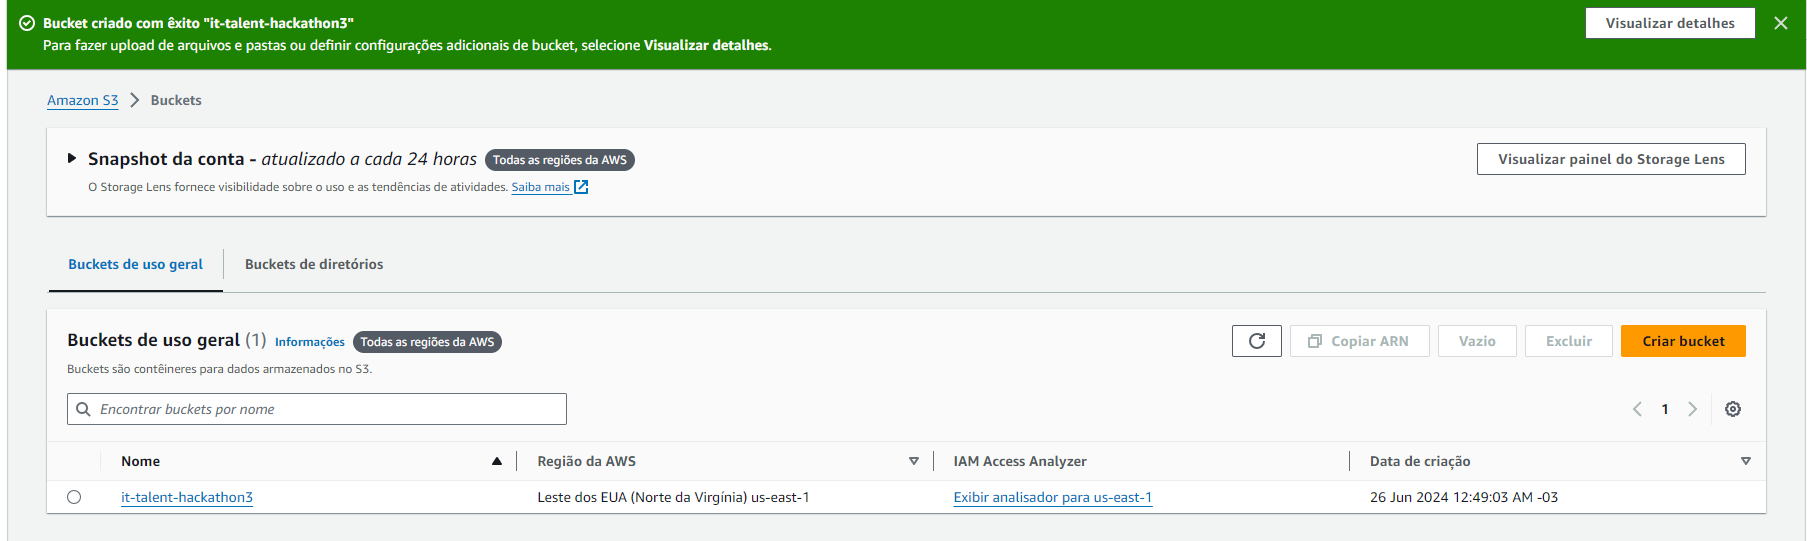 Bucket criado com êxito "it-talent-hackathon3"
Visualizar detalhes
Para fazer upload de arquivos e pastas ou definir configurações adicionais de bucket, selecione Visualizar detalhes.
Amazon S3 > Buckets
Snapshot da conta - atualizado a cada 24 horas Todas as regiões da AWS
Visualizar painel do Storage Lens
O Storage Lens fornece visibilidade sobre o uso e as tendências de atividades. Saiba mais
Buckets de uso geral Buckets de diretórios
Buckets de uso geral (1) Informações Todas as regiões da AWS
Copiar ARN Vazio Excluir Criar bucket
Buckets são contêineres para dados armazenados no S3.
Encontrar buckets por nome
1
Nome Região da AWS IAM Access Analyzer Data de criação
it-talent-hackathon3 Leste dos EUA (Norte da Virgínia) us-east-1 Exibir analisador para us-east-1 26 Jun 2024 12:49:03 AM -03